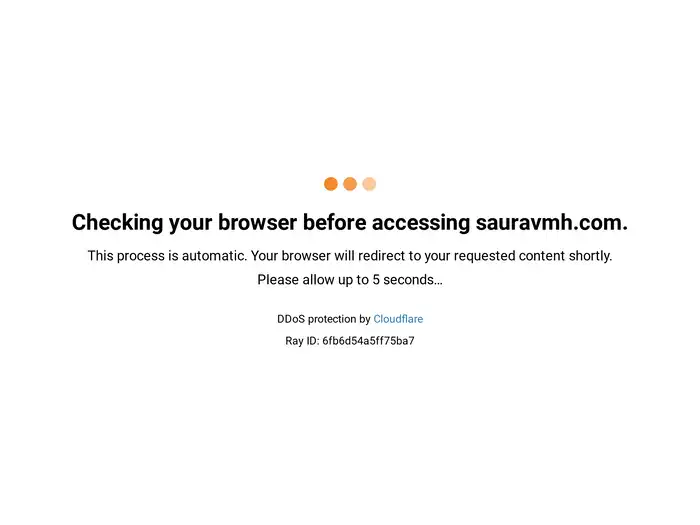 Checking your browser before accessing sauravmh.com.
This process is automatic. Your browser will redirect to your requested content shortly.
Please allow up to 5 seconds…
DDoS protection by Cloudflare
Ray ID: 6fb6d54a5ff75ba7